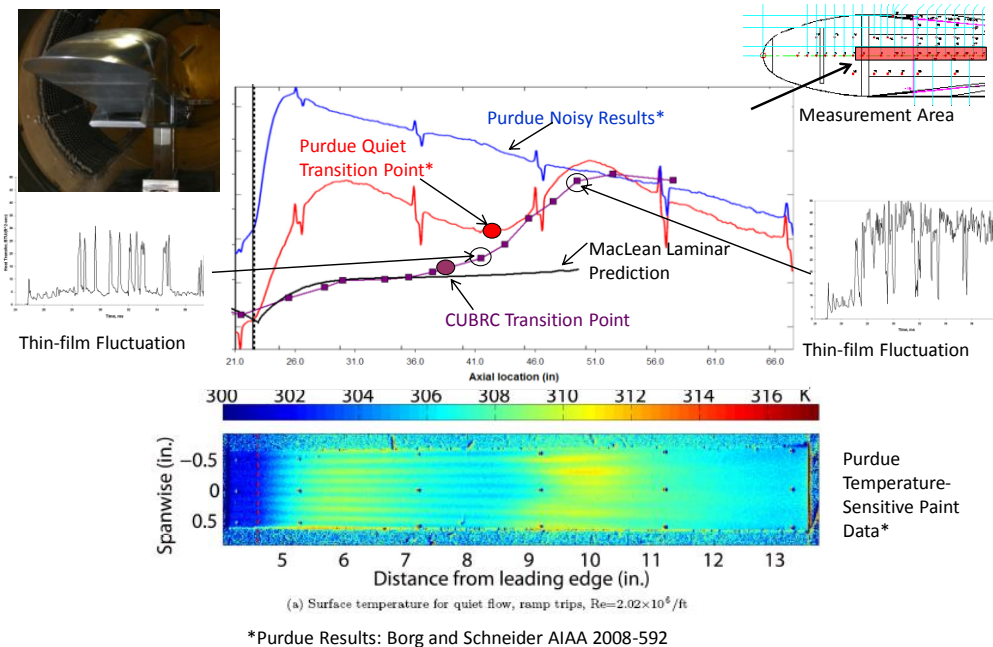 Measurement Area
Purdue Noisy Results*
Purdue Quiet
Transition Point*
MacLean Laminar
Prediction
CUBRC Transition Point
Time, ms
Thin-film Fluctuation
Time, ms
Thin-film Fluctuation
21.0 26.0 31.0 36.0 41.0 46.0 51.0 56.0 61.0 66.0
Axial location (in)
300 302 304 306 308 310 312 314 316 K
Spanwise (in.)
−0.5
0
0.5
Purdue
Temperature-
Sensitive Paint
Data*
5 6 7 8 9 10 11 12 13
Distance from leading edge (in.)
(a) Surface temperature for quiet flow, ramp trips, Re=2.02×10⁶/ft
*Purdue Results: Borg and Schneider AIAA 2008-592